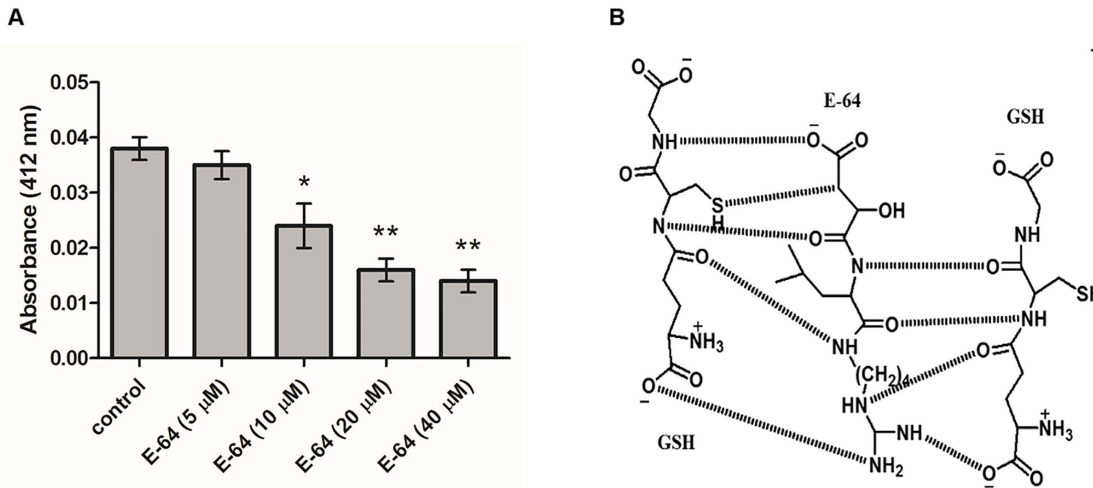 A
B
Absorbance (412 nm)
0.05
0.04
0.03
0.02
0.01
0.00
*
**
**
control
E-64 (5 µM)
E-64 (10 µM)
E-64 (20 µM)
E-64 (40 µM)
O
O
−
NH
O
SH
N
O
+
NH3
O
O
−
GSH
E-64
−
O
O
OH
O
N
O
NH
(CH2)4
HN
NH
NH2
GSH
−
O
O
NH
O
SH
NH
O
+
NH3
O
−
O